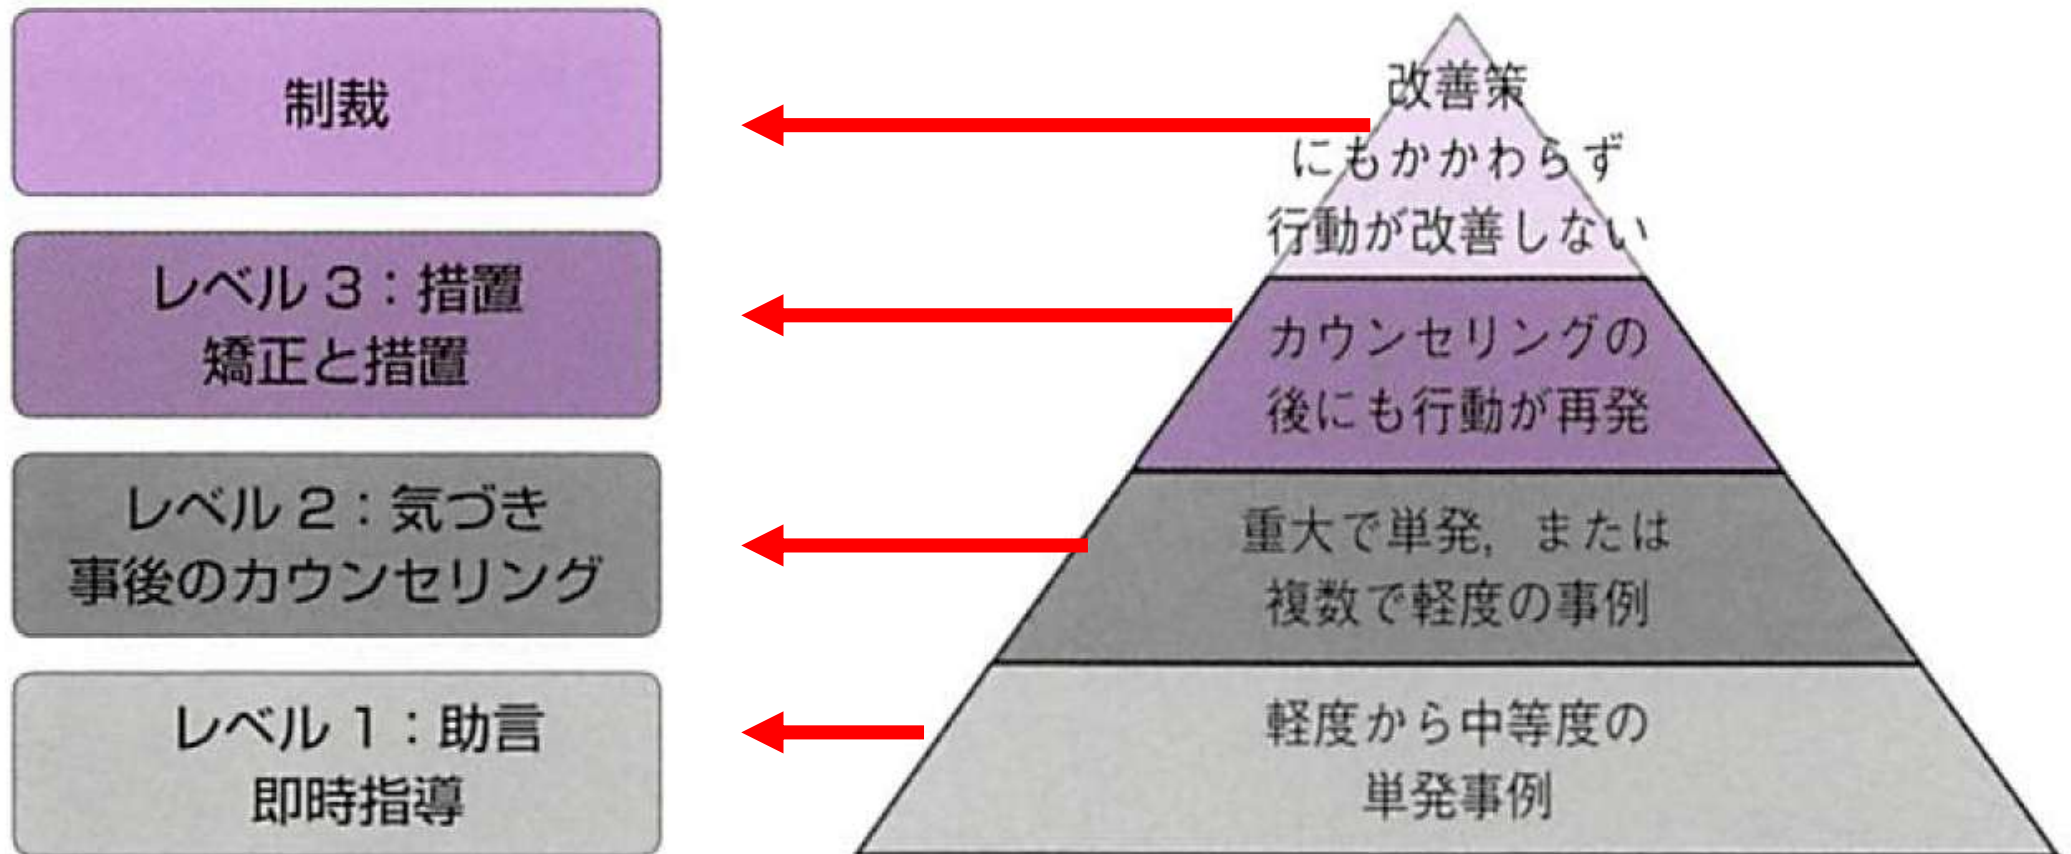 制裁
レベル 3：措置
矯正と措置
レベル 2：気づき
事後のカウンセリング
レベル 1：助言
即時指導
改善策
にもかかわらず
行動が改善しない
カウンセリングの
後にも行動が再発
重大で単発，または
複数で軽度の事例
軽度から中等度の
単発事例